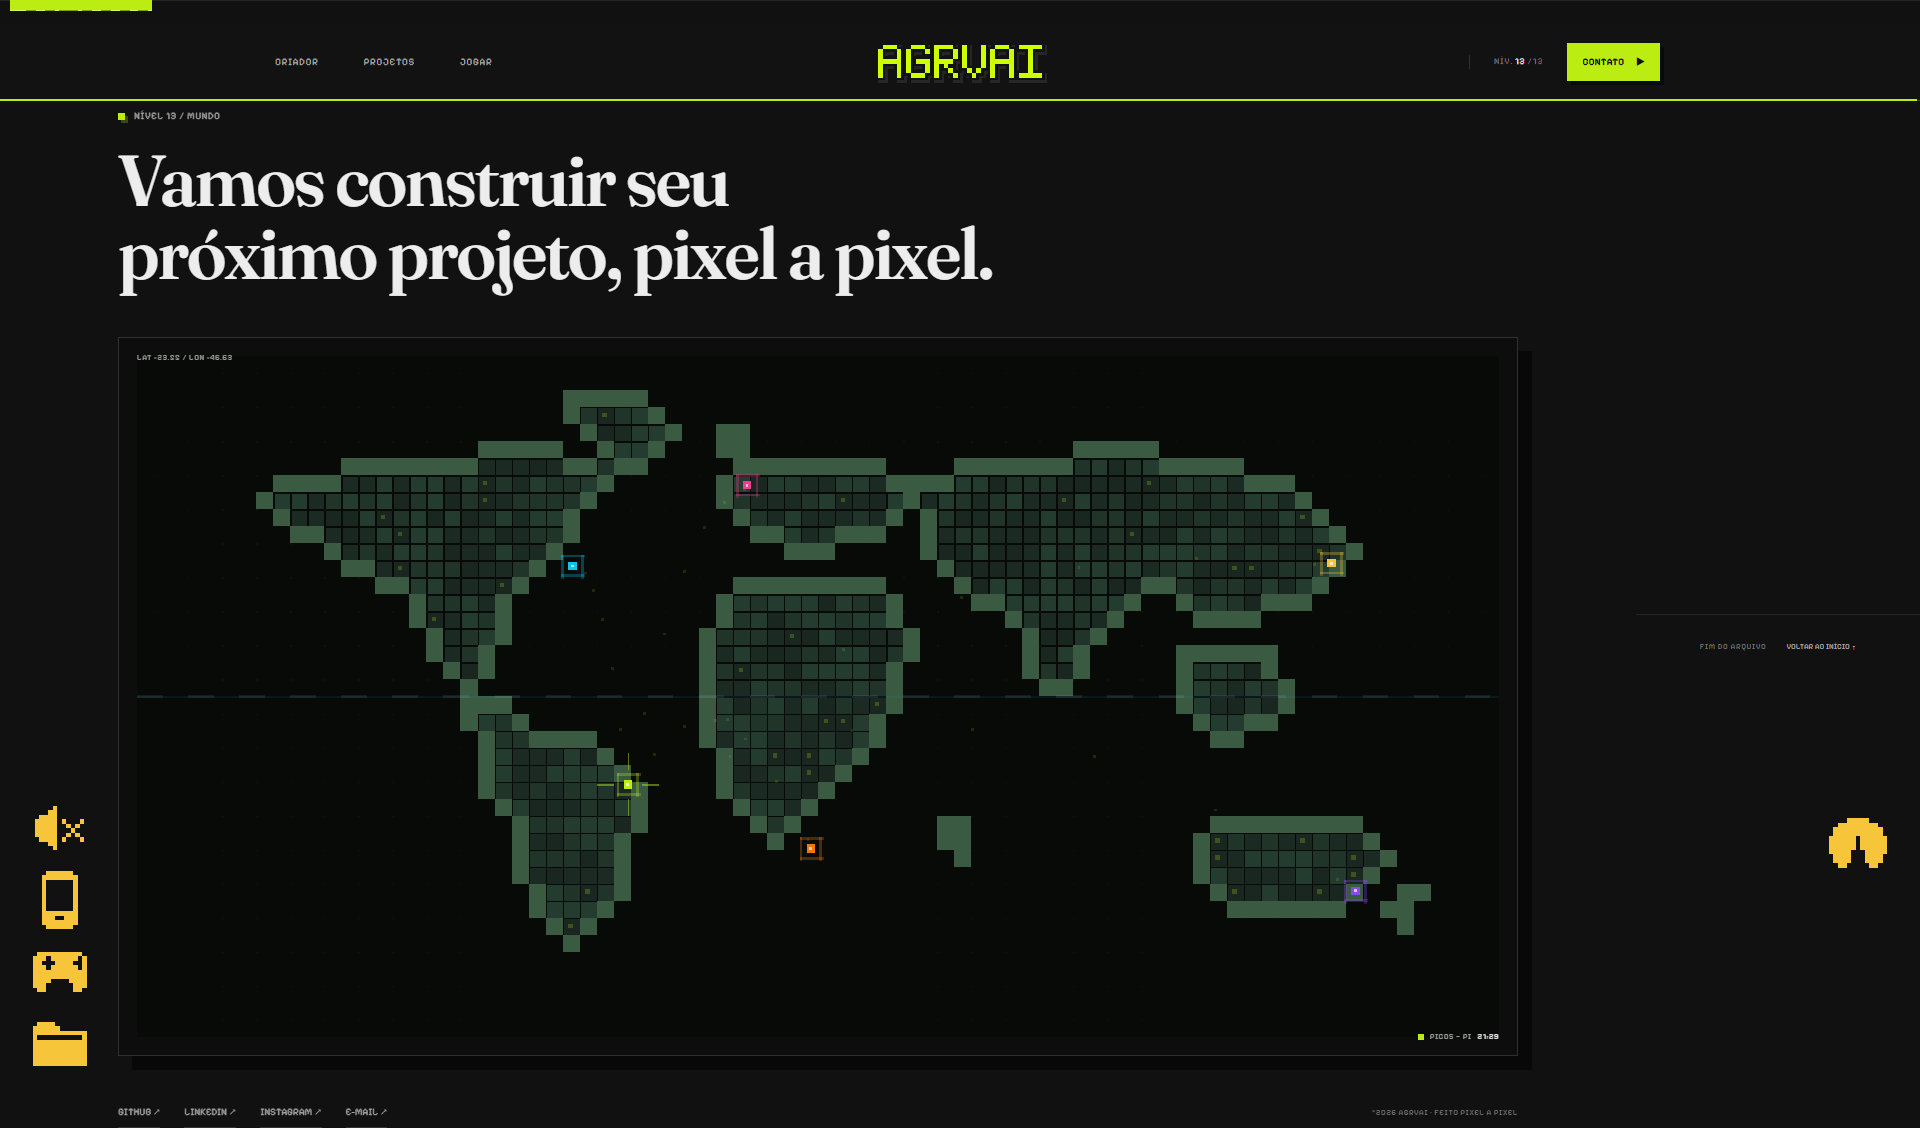 CRIADOR
PROJETOS
JOGAR
AGRVAI
NÍV. 13 /13
CONTATO ▶
NÍVEL 13 / MUNDO
Vamos construir seu
próximo projeto, pixel a pixel.
LAT -23.55 / LON -46.63
FIM DO ARQUIVO
VOLTAR AO INÍCIO ↑
PICOS - PI 21:29
GITHUB ↗
LINKEDIN ↗
INSTAGRAM ↗
E-MAIL ↗
©2026 AGRVAI · FEITO PIXEL A PIXEL